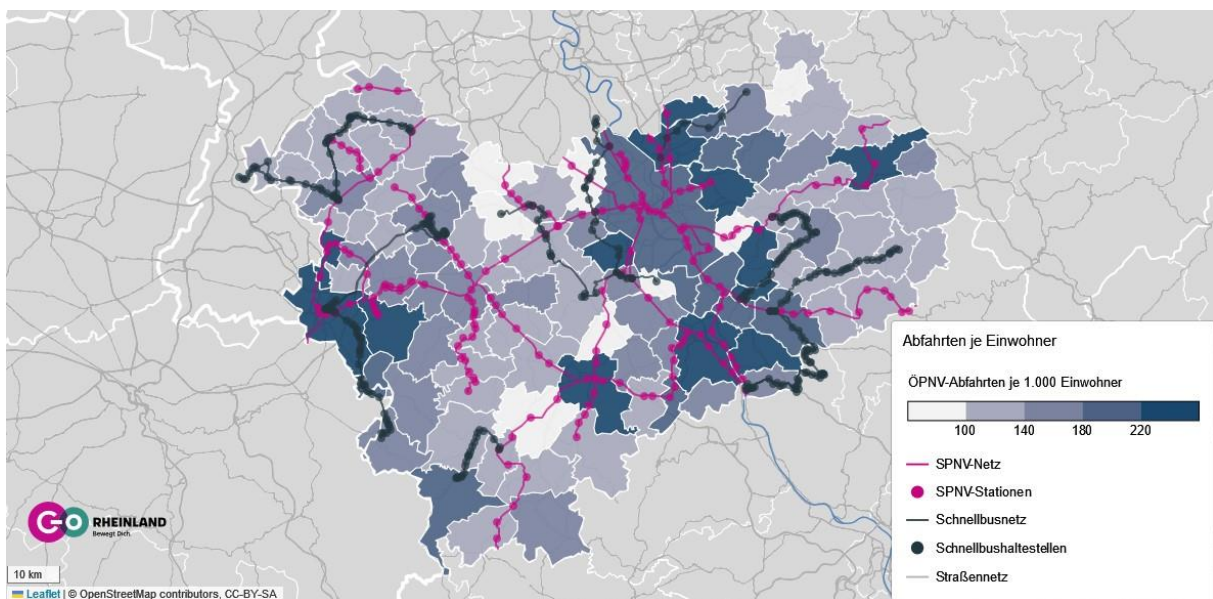 Abfahrten je Einwohner
ÖPNV-Abfahrten je 1.000 Einwohner
100 140 180 220
SPNV-Netz
SPNV-Stationen
Schnellbusnetz
Schnellbushaltestellen
Straßennetz
GO RHEINLAND
Bewegt Dich.
10 km
Leaflet | © OpenStreetMap contributors, CC-BY-SA